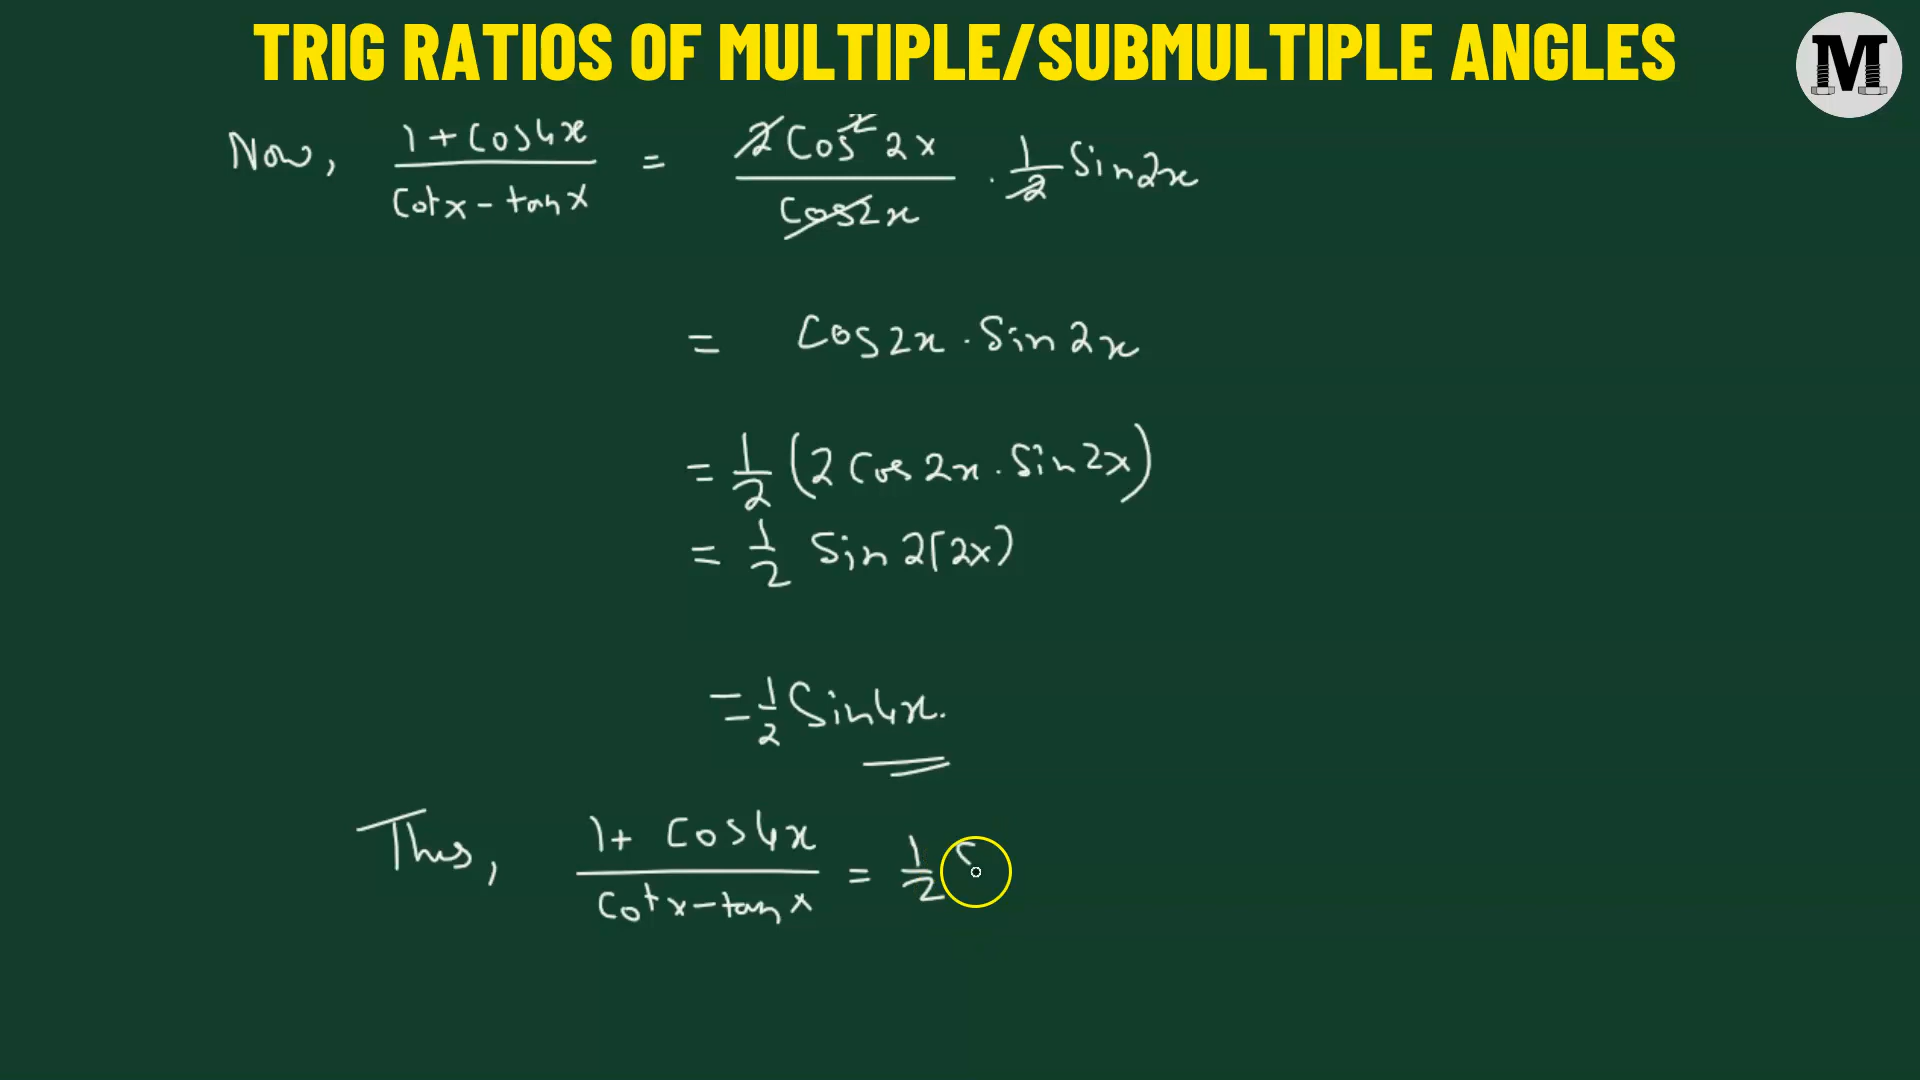 TRIG RATIOS OF MULTIPLE/SUBMULTIPLE ANGLES
M
Now, (1 + Cos4x)/(Cotx - tanx) = (2Cos²2x)/(Cos2x) · 1/2 Sin2x
= Cos2x · Sin2x
= 1/2 (2 Cos2x · Sin2x)
= 1/2 Sin2(2x)
= 1/2 Sin4x.
Thus, (1 + Cos4x)/(Cotx - tanx) = 1/2 S